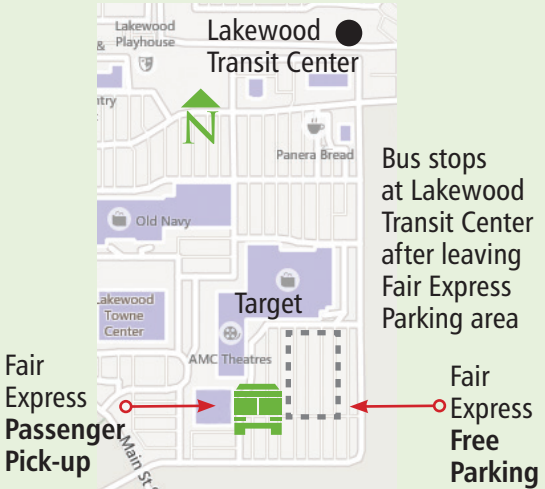 Lakewood
Playhouse
&
Lakewood
Transit Center
ntry
N
Panera Bread
Bus stops
at Lakewood
Transit Center
after leaving
Fair Express
Parking area
Old Navy
Lakewood
Towne
Center
Target
AMC Theatres
Fair
Express
Passenger
Pick-up
Fair
Express
Free
Parking
Main St